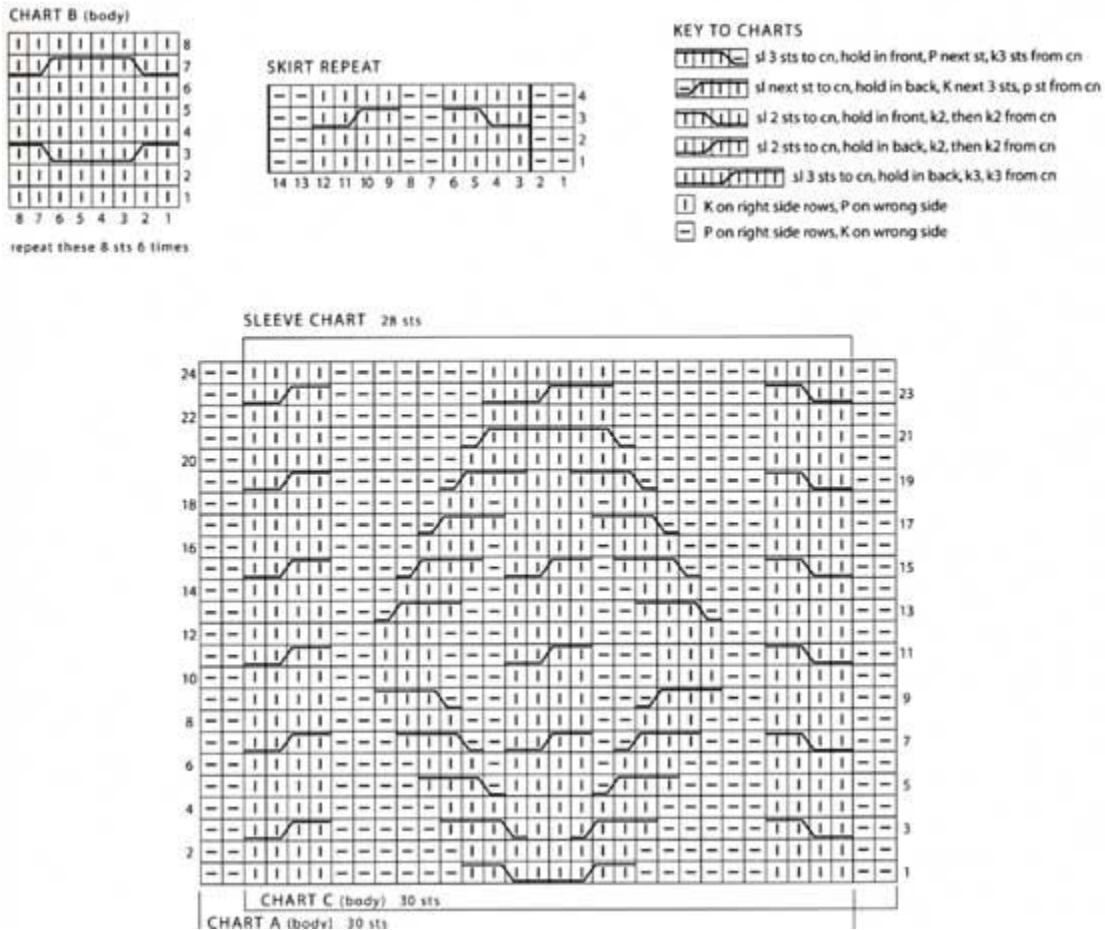 CHART B (body)
8
7
6
5
4
3
2
1
8 7 6 5 4 3 2 1
repeat these 8 sts 6 times
SKIRT REPEAT
4
3
2
1
14 13 12 11 10 9 8 7 6 5 4 3 2 1
KEY TO CHARTS
sl 3 sts to cn, hold in front, P next st, k3 sts from cn
sl next st to cn, hold in back, K next 3 sts, p st from cn
sl 2 sts to cn, hold in front, k2, then k2 from cn
sl 2 sts to cn, hold in back, k2, then k2 from cn
sl 3 sts to cn, hold in back, k3, k3 from cn
K on right side rows, P on wrong side
P on right side rows, K on wrong side
SLEEVE CHART 28 sts
24
23
22
21
20
19
18
17
16
15
14
13
12
11
10
9
8
7
6
5
4
3
2
1
CHART C (body) 30 sts
CHART A (body) 30 sts